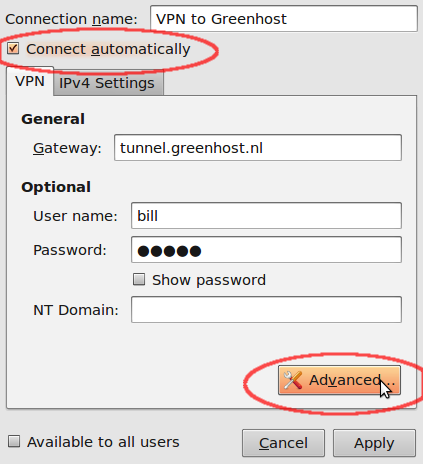 Connection name: VPN to Greenhost
Connect automatically
VPN IPv4 Settings
General
Gateway: tunnel.greenhost.nl
Optional
User name: bill
Password: ●●●●●
Show password
NT Domain:
Advanced...
Available to all users Cancel Apply